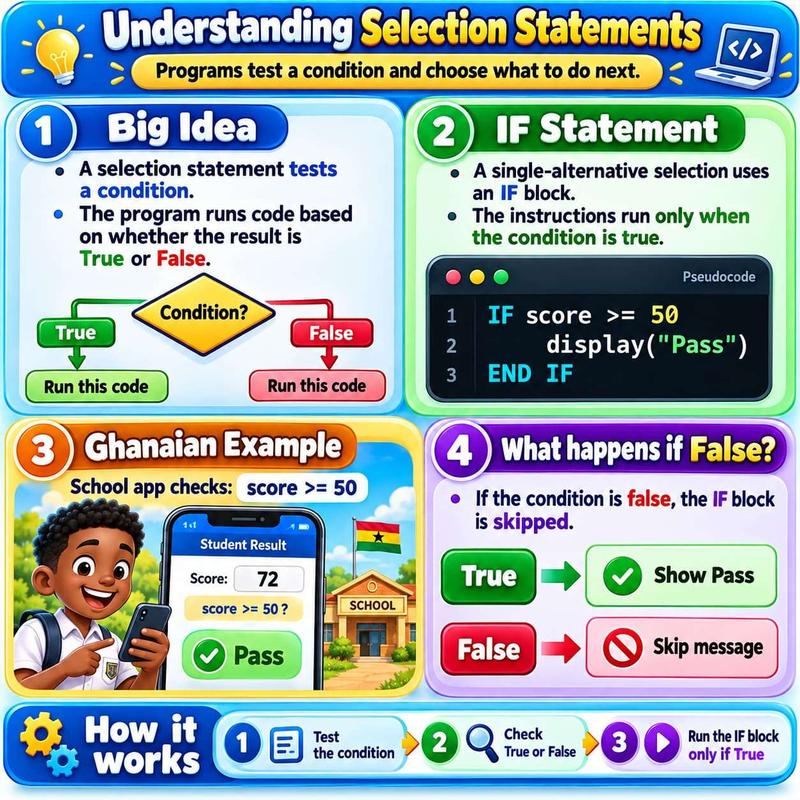 Understanding Selection Statements
</>
Programs test a condition and choose what to do next.
1 Big Idea
• A selection statement tests
a condition.
• The program runs code based
on whether the result is
True or False.
Condition?
True
False
Run this code
Run this code
2 IF Statement
• A single-alternative selection uses
an IF block.
• The instructions run only when
the condition is true.
Pseudocode
1 IF score >= 50
2 display("Pass")
3 END IF
3 Ghanaian Example
School app checks: score >= 50
Student Result
Score: 72
score >= 50 ?
Pass
SCHOOL
4 What happens if False?
• If the condition is false, the IF block
is skipped.
True
Show Pass
False
Skip message
How it
works
1 Test
the condition
2 Check
True or False
3 Run the IF block
only if True